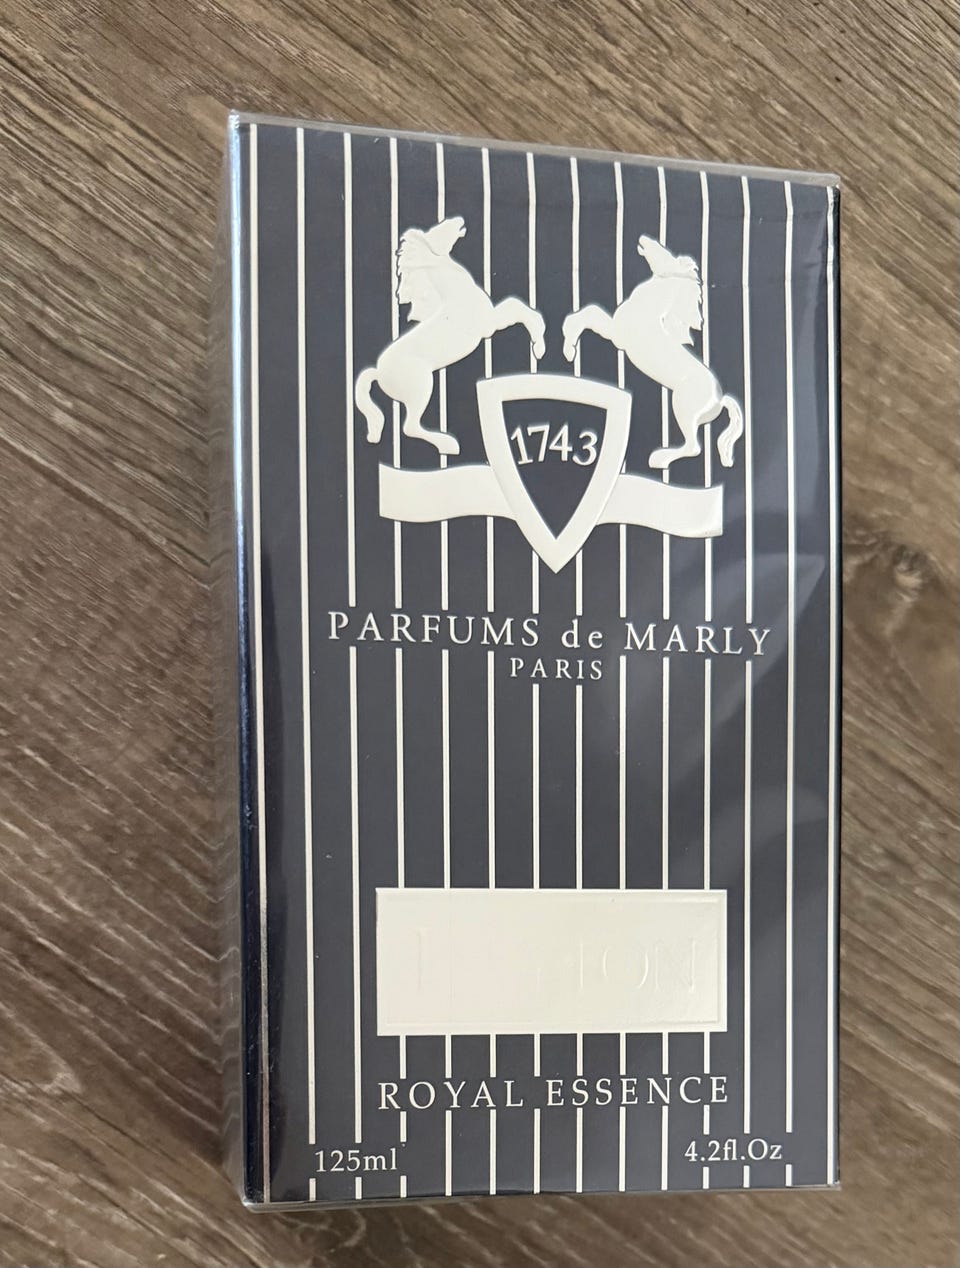 1743
PARFUMS de MARLY
PARIS
ROYAL ESSENCE
125ml
4.2fl.Oz